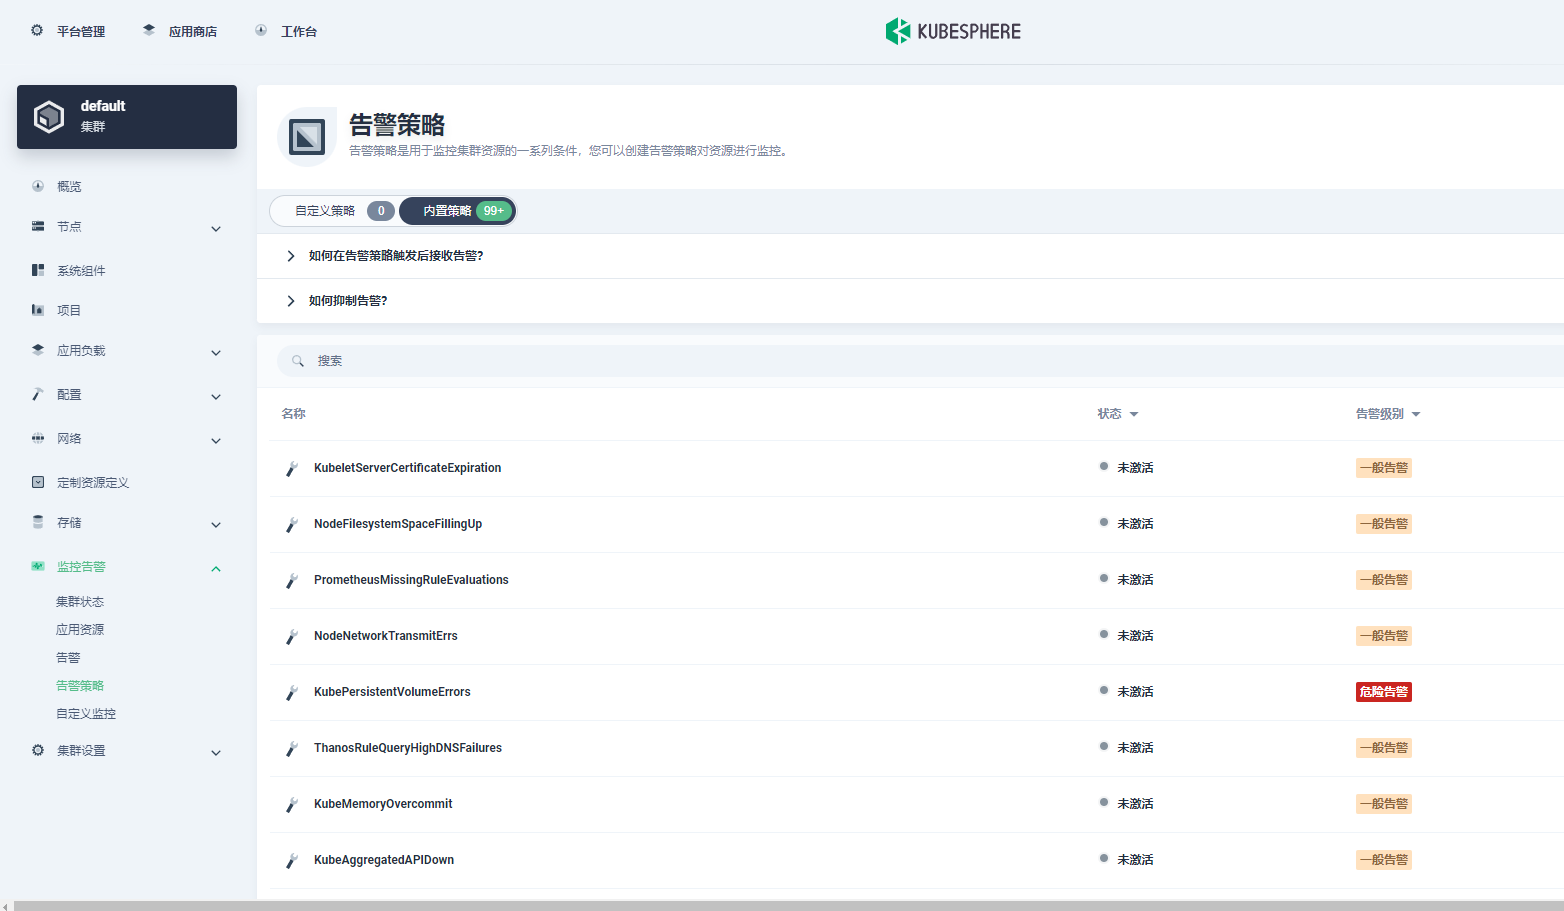 平台管理 应用商店 工作台 KUBESPHERE
default
集群
概览
节点
系统组件
项目
应用负载
配置
网络
定制资源定义
存储
监控告警
集群状态
应用资源
告警
告警策略
自定义监控
集群设置
告警策略
告警策略是用于监控集群资源的一系列条件，您可以创建告警策略对资源进行监控。
自定义策略 0 内置策略 99+
如何在告警策略触发后接收告警?
如何抑制告警?
搜索
名称 状态 告警级别
KubeletServerCertificateExpiration 未激活 一般告警
NodeFilesystemSpaceFillingUp 未激活 一般告警
PrometheusMissingRuleEvaluations 未激活 一般告警
NodeNetworkTransmitErrs 未激活 一般告警
KubePersistentVolumeErrors 未激活 危险告警
ThanosRuleQueryHighDNSFailures 未激活 一般告警
KubeMemoryOvercommit 未激活 一般告警
KubeAggregatedAPIDown 未激活 一般告警